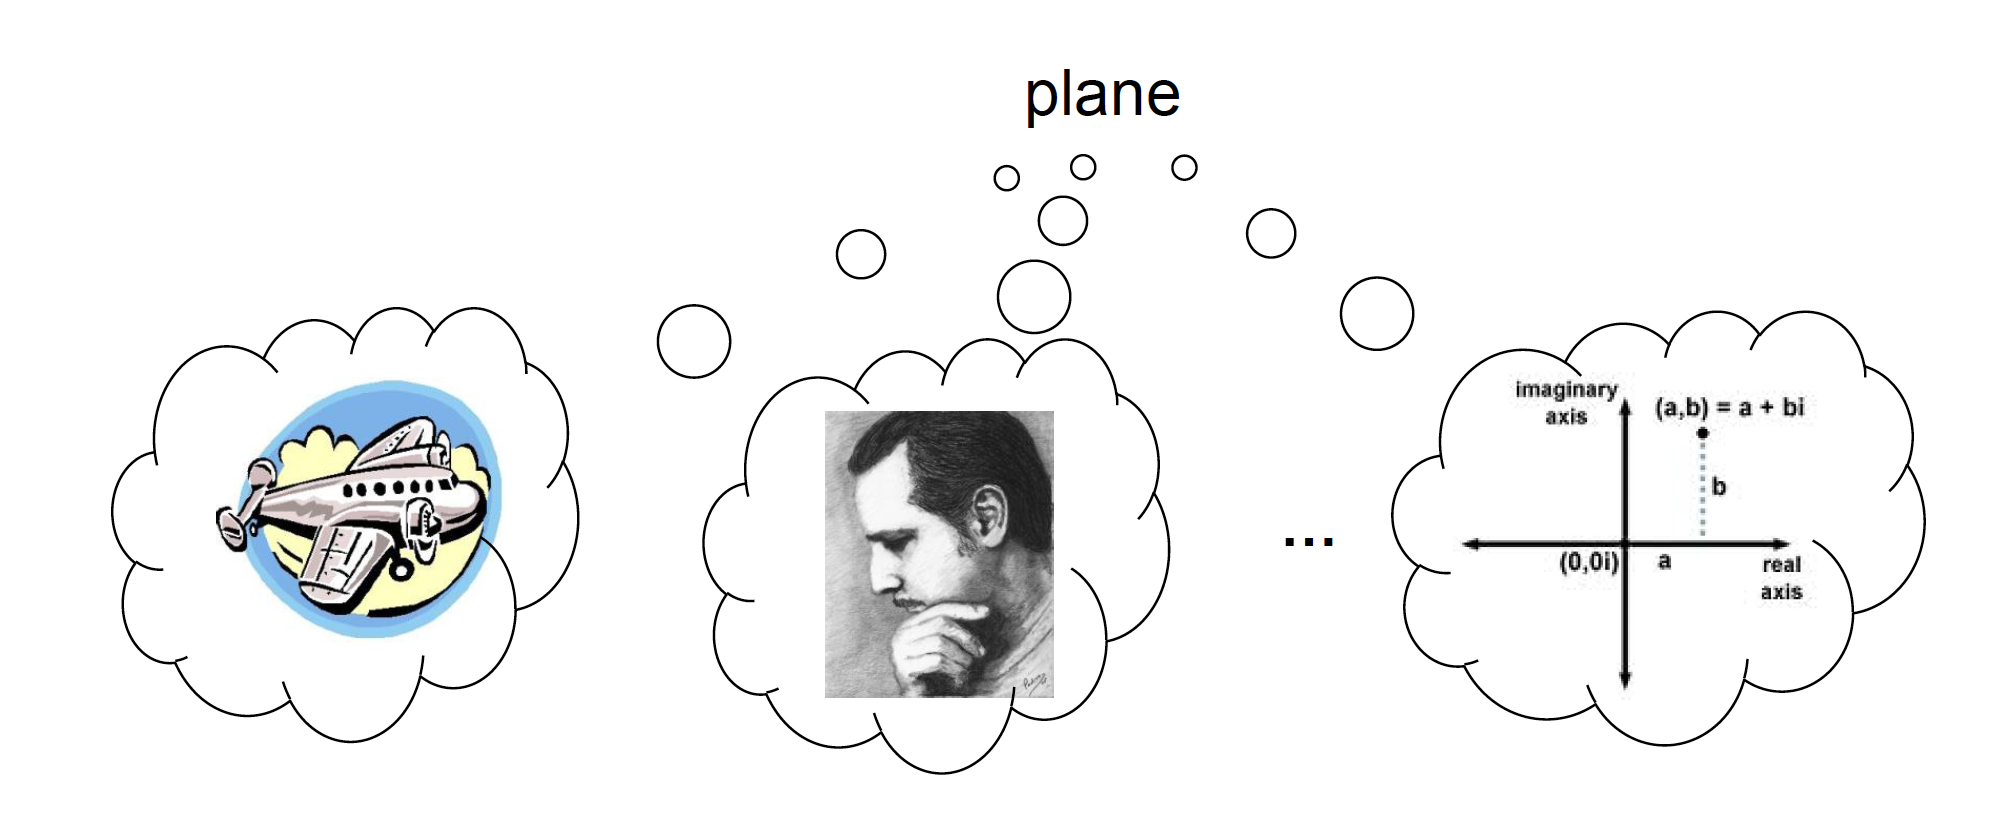 plane
...
imaginary
axis
(a,b) = a + bi
b
(0,0i)
a
real
axis